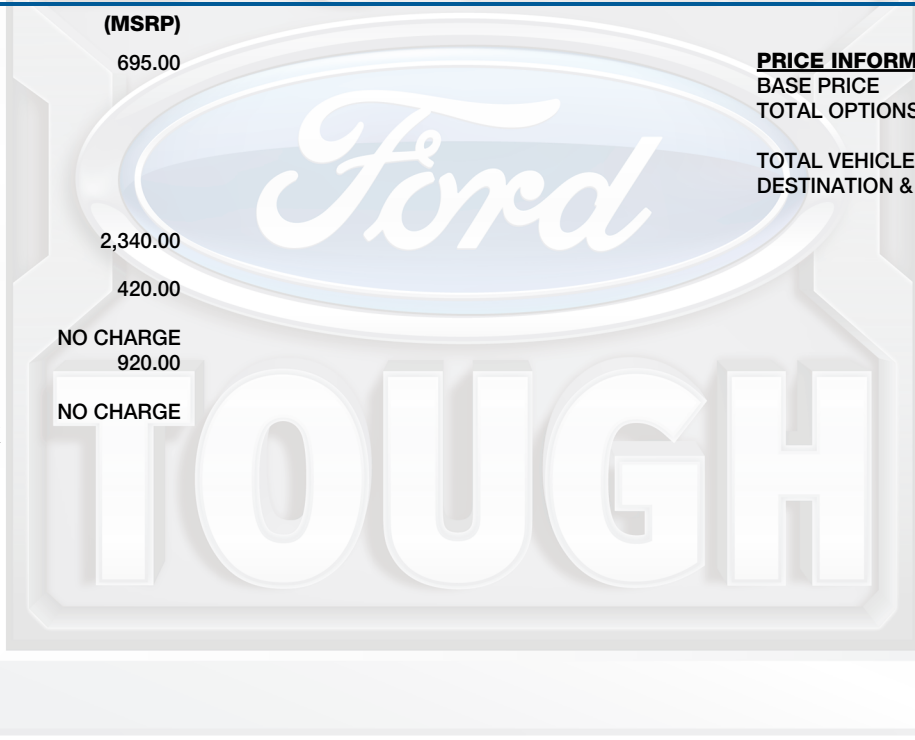 (MSRP)
695.00
2,340.00
420.00
NO CHARGE
920.00
NO CHARGE
PRICE INFORM
BASE PRICE
TOTAL OPTIONS
TOTAL VEHICLE
DESTINATION &
Ford
TOUGH